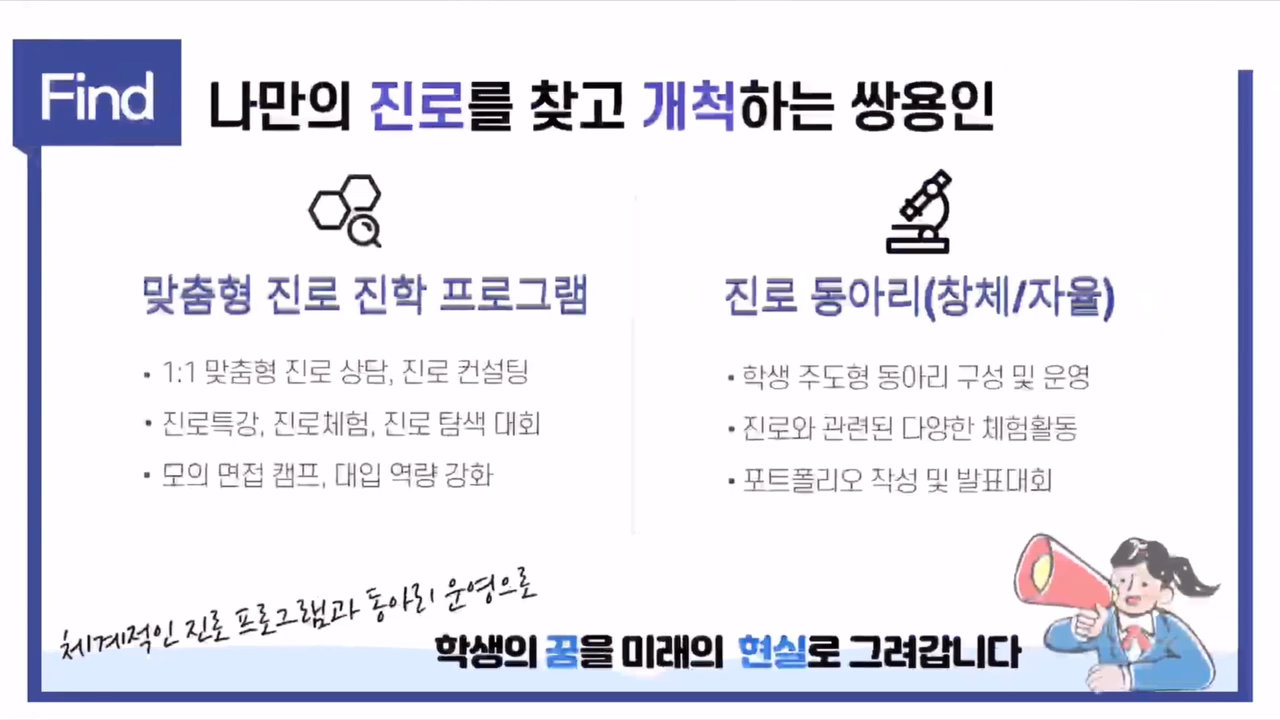 Find
나만의 진로를 찾고 개척하는 쌍용인
맞춤형 진로 진학 프로그램
• 1:1 맞춤형 진로 상담, 진로 컨설팅
• 진로특강, 진로체험, 진로 탐색 대회
• 모의 면접 캠프, 대입 역량 강화
진로 동아리(창체/자율)
• 학생 주도형 동아리 구성 및 운영
• 진로와 관련된 다양한 체험활동
• 포트폴리오 작성 및 발표대회
체계적인 진로 프로그램과 동아리 운영으로
학생의 꿈을 미래의 현실로 그려갑니다